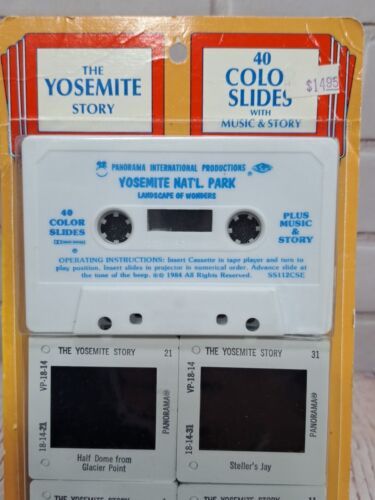 THE
YOSEMITE
STORY
40
COLO
SLIDES
WITH
MUSIC & STORY
$14.95
PANORAMA INTERNATIONAL PRODUCTIONS
YOSEMITE NAT'L. PARK
LANDSCAPE OF WONDERS
40
COLOR
SLIDES
PLUS
MUSIC
&
STORY
OPERATING INSTRUCTIONS: Insert Cassette in tape player and turn to
play position. Insert slides in projector in numerical order. Advance slide at
the tone of the beep. ℗© 1984 All Rights Reserved. SS112CSE
THE YOSEMITE STORY 21
VP-18-14
18-14-21
PANORAMA®
Half Dome from
Glacier Point
THE YOSEMITE STORY 31
VP-18-14
18-14-31
PANORAMA®
Steller's Jay